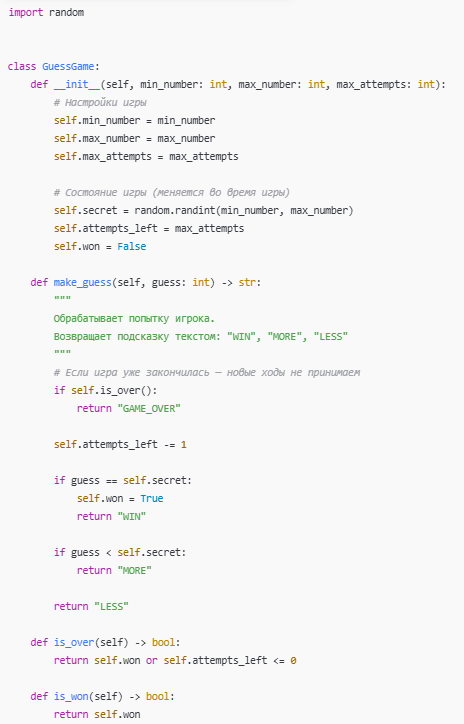 import random
class GuessGame:
    def __init__(self, min_number: int, max_number: int, max_attempts: int):
        # Настройки игры
        self.min_number = min_number
        self.max_number = max_number
        self.max_attempts = max_attempts
        # Состояние игры (меняется во время игры)
        self.secret = random.randint(min_number, max_number)
        self.attempts_left = max_attempts
        self.won = False
    def make_guess(self, guess: int) -> str:
        """
        Обрабатывает попытку игрока.
        Возвращает подсказку текстом: "WIN", "MORE", "LESS"
        """
        # Если игра уже закончилась — новые ходы не принимаем
        if self.is_over():
            return "GAME_OVER"
        self.attempts_left -= 1
        if guess == self.secret:
            self.won = True
            return "WIN"
        if guess < self.secret:
            return "MORE"
        return "LESS"
    def is_over(self) -> bool:
        return self.won or self.attempts_left <= 0
    def is_won(self) -> bool:
        return self.won